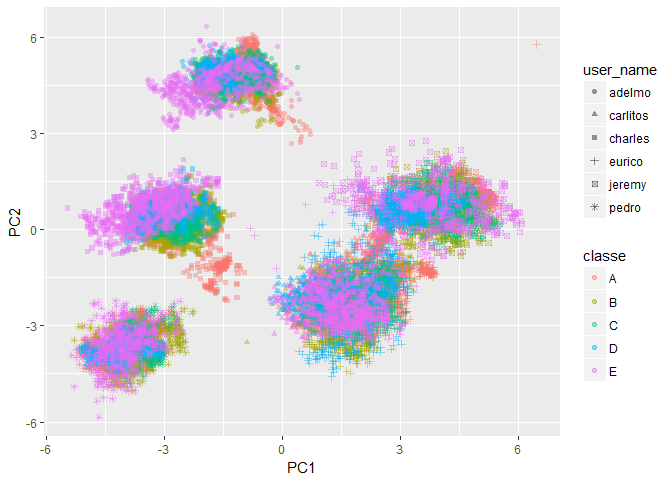 6
3
0
-3
-6
-6
-3
0
3
6
PC1
PC2
user_name
adelmo
carlitos
charles
eurico
jeremy
pedro
classe
A
B
C
D
E